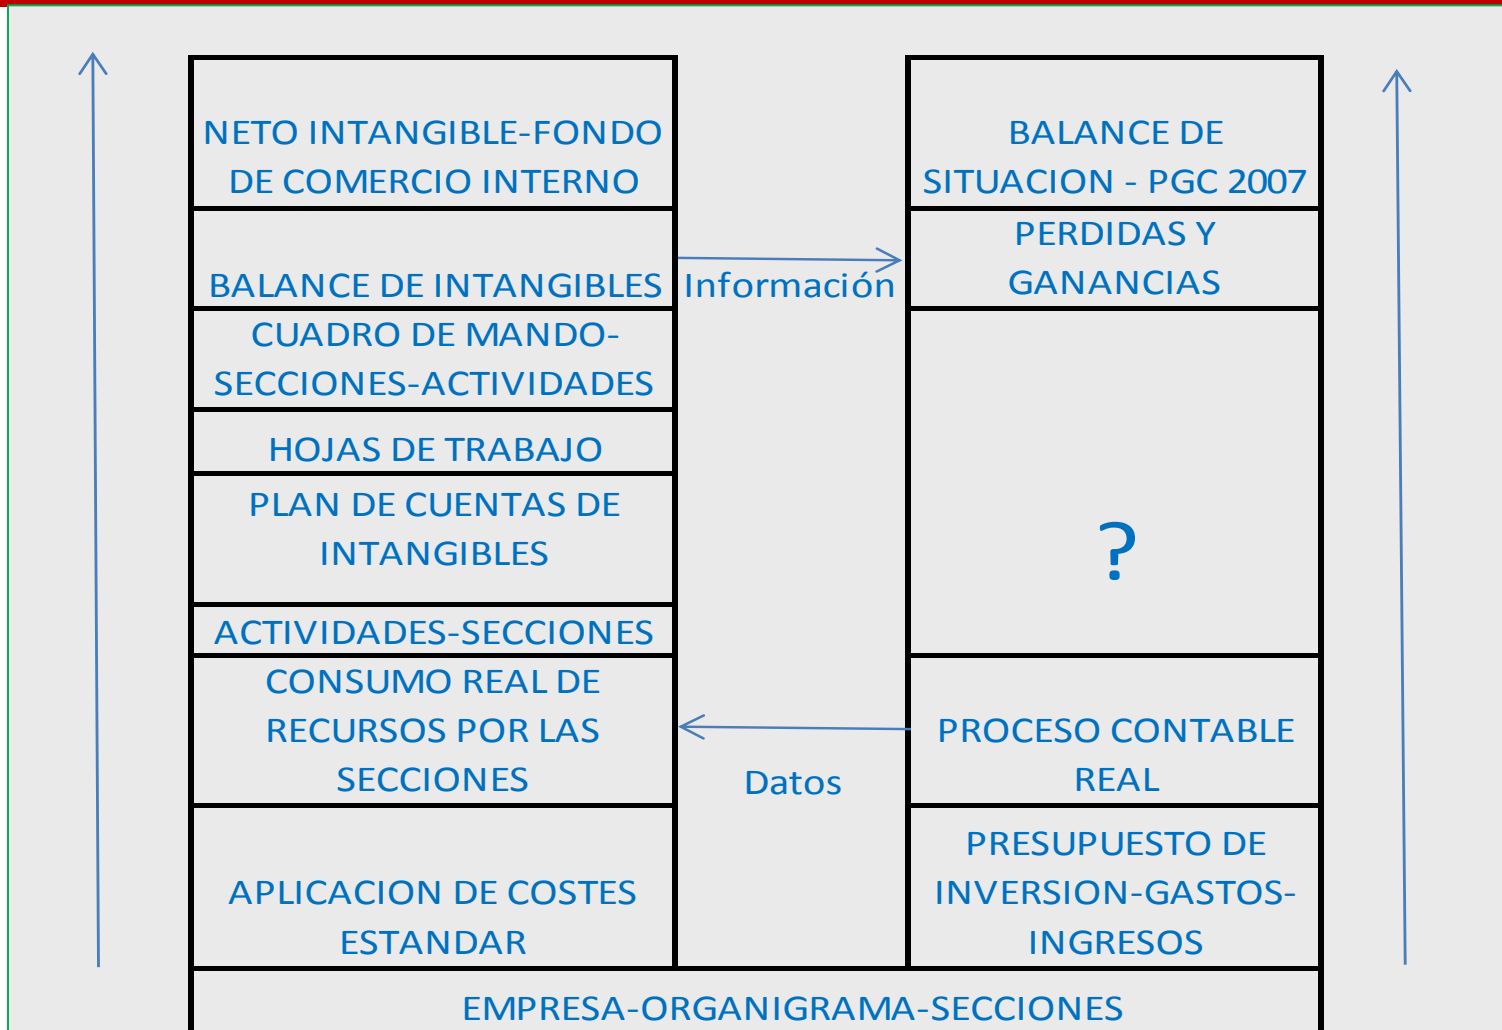 NETO INTANGIBLE-FONDO
DE COMERCIO INTERNO
BALANCE DE INTANGIBLES
CUADRO DE MANDO-
SECCIONES-ACTIVIDADES
HOJAS DE TRABAJO
PLAN DE CUENTAS DE
INTANGIBLES
ACTIVIDADES-SECCIONES
CONSUMO REAL DE
RECURSOS POR LAS
SECCIONES
APLICACION DE COSTES
ESTANDAR
Información
Datos
BALANCE DE
SITUACION - PGC 2007
PERDIDAS Y
GANANCIAS
?
PROCESO CONTABLE
REAL
PRESUPUESTO DE
INVERSION-GASTOS-
INGRESOS
EMPRESA-ORGANIGRAMA-SECCIONES